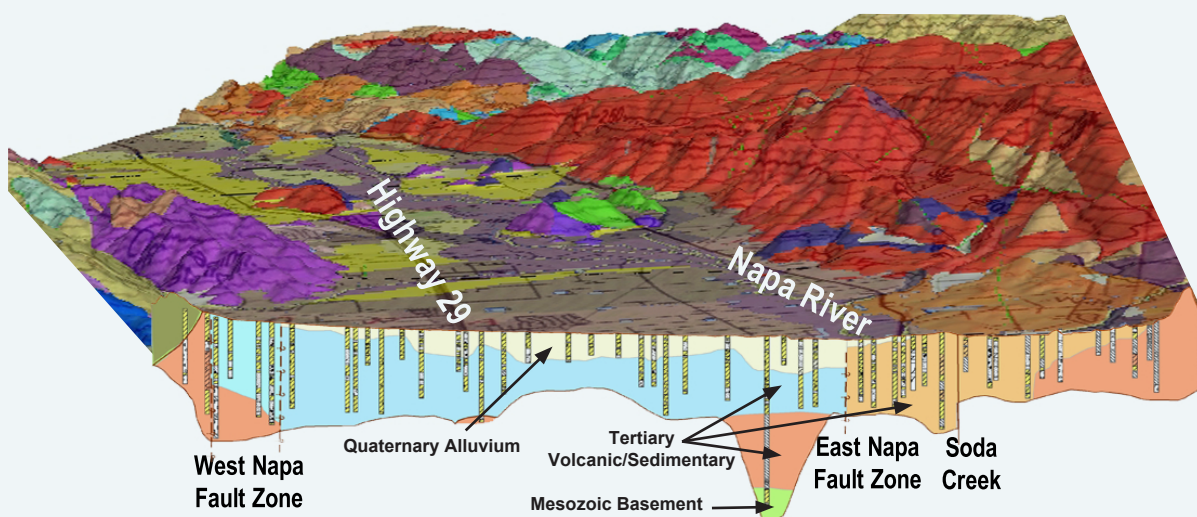 Highway 29
Napa River
Quaternary Alluvium
Tertiary
Volcanic/Sedimentary
Mesozoic Basement
West Napa
Fault Zone
East Napa
Fault Zone
Soda
Creek